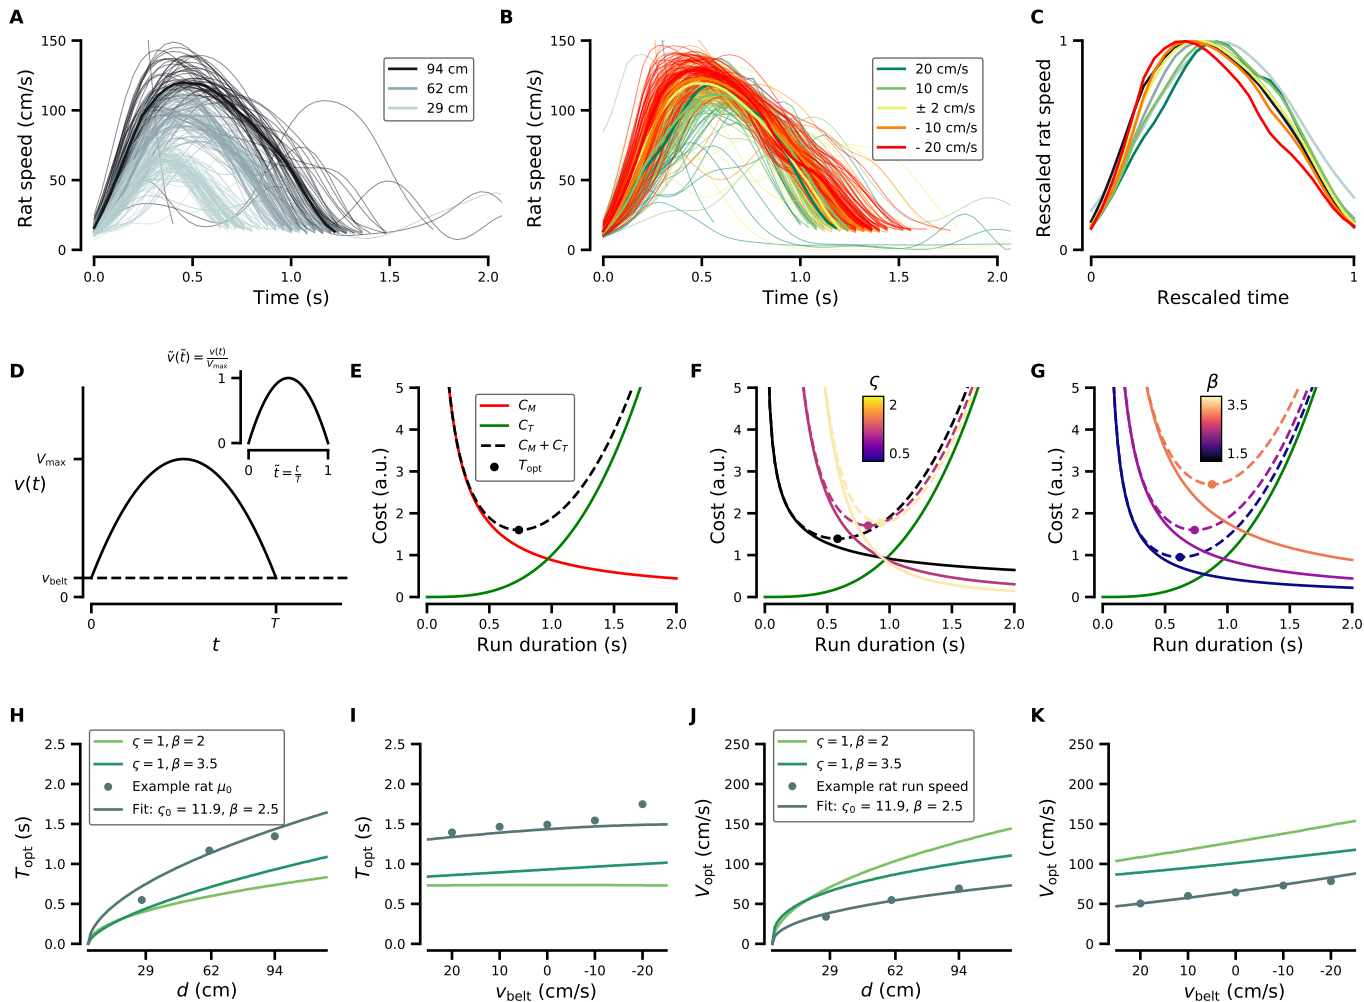 A
Rat speed (cm/s)
150
100
50
0
94 cm
62 cm
29 cm
0.0 0.5 1.0 1.5 2.0
Time (s)
B
Rat speed (cm/s)
150
100
50
0
20 cm/s
10 cm/s
± 2 cm/s
- 10 cm/s
- 20 cm/s
0.0 0.5 1.0 1.5 2.0
Time (s)
C
Rescaled rat speed
1
0
0 1
Rescaled time
D
ṽ(t̃) = v(t)/Vmax
1
0
0 1
t̃ = t/T
Vmax
v(t)
vbelt
0
0 T
t
E
Cost (a.u.)
5
4
3
2
1
0
C_M
C_T
C_M + C_T
Topt
0.0 0.5 1.0 1.5 2.0
Run duration (s)
F
Cost (a.u.)
5
4
3
2
1
0
ς
2
0.5
0.0 0.5 1.0 1.5 2.0
Run duration (s)
G
Cost (a.u.)
5
4
3
2
1
0
β
3.5
1.5
0.0 0.5 1.0 1.5 2.0
Run duration (s)
H
Topt (s)
2.5
2.0
1.5
1.0
0.5
0.0
ς = 1, β = 2
ς = 1, β = 3.5
Example rat μ₀
Fit: ς₀ = 11.9, β = 2.5
29 62 94
d (cm)
I
Topt (s)
2.5
2.0
1.5
1.0
0.5
0.0
20 10 0 -10 -20
vbelt (cm/s)
J
Vopt (cm/s)
250
200
150
100
50
0
ς = 1, β = 2
ς = 1, β = 3.5
Example rat run speed
Fit: ς₀ = 11.9, β = 2.5
29 62 94
d (cm)
K
Vopt (cm/s)
250
200
150
100
50
0
20 10 0 -10 -20
vbelt (cm/s)